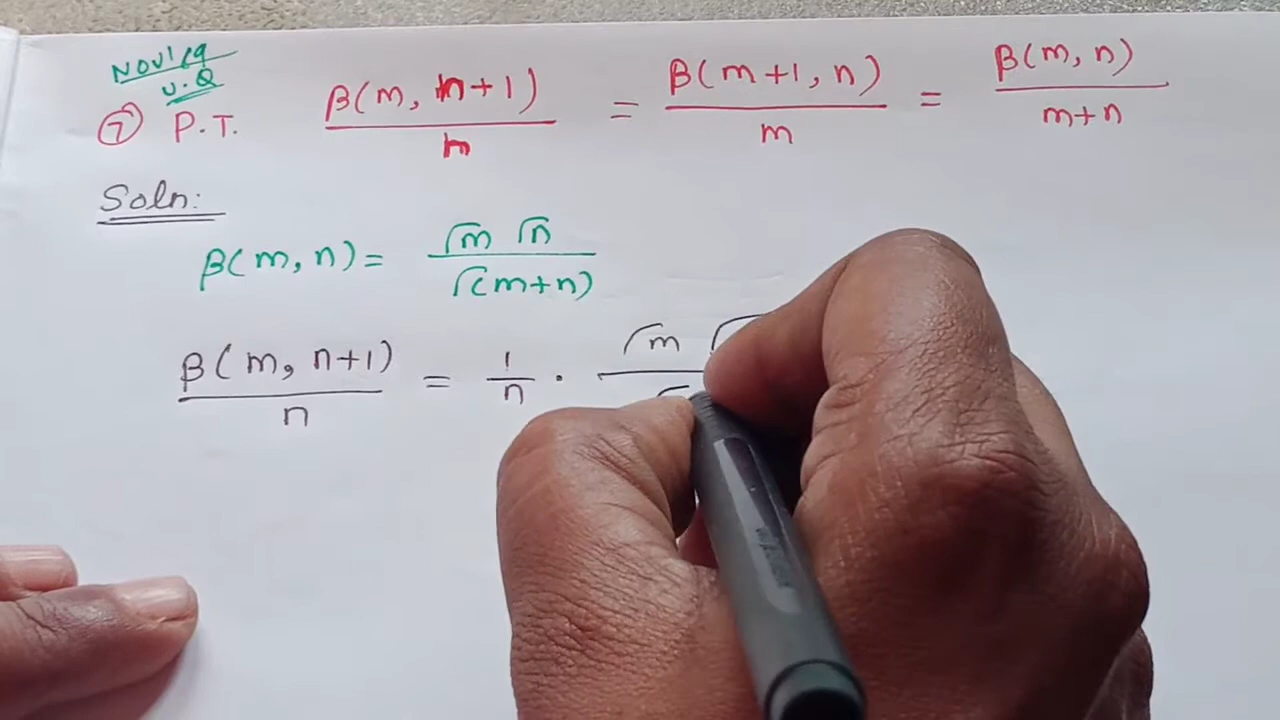 Nov/19
U.Q
⑦ P.T. β(m, n+1)/n = β(m+1, n)/m = β(m, n)/m+n
Soln:
β(m, n) = Γm Γn / Γ(m+n)
β(m, n+1)/n = 1/n · Γm Γ / Γ